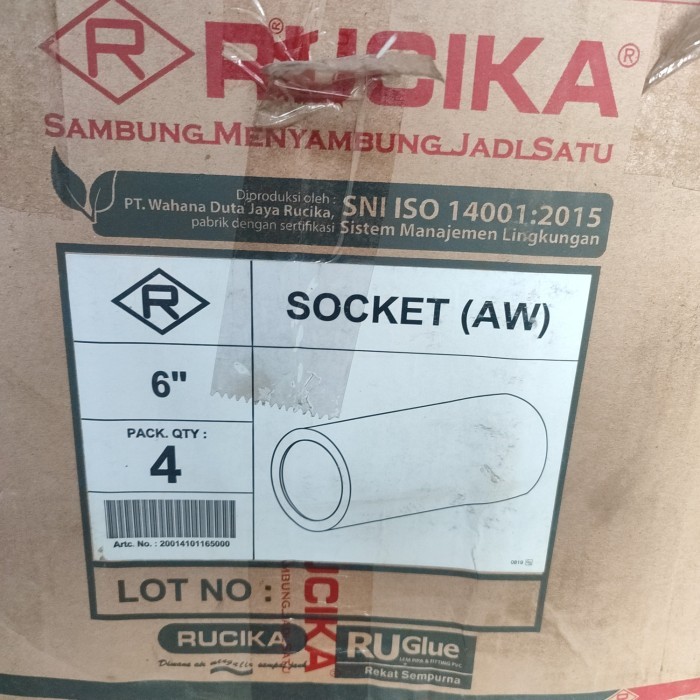 R RUCIKA®
SAMBUNG MENYAMBUNG JADI SATU
Diproduksi oleh :
PT. Wahana Duta Jaya Rucika,
pabrik dengan sertifikasi
SNI ISO 14001:2015
Sistem Manajemen Lingkungan
R
SOCKET (AW)
6"
PACK. QTY :
4
Artc. No. : 20014101165000
LOT NO :
RUCIKA
RUCIKA
RUGlue
Rekat Sempurna